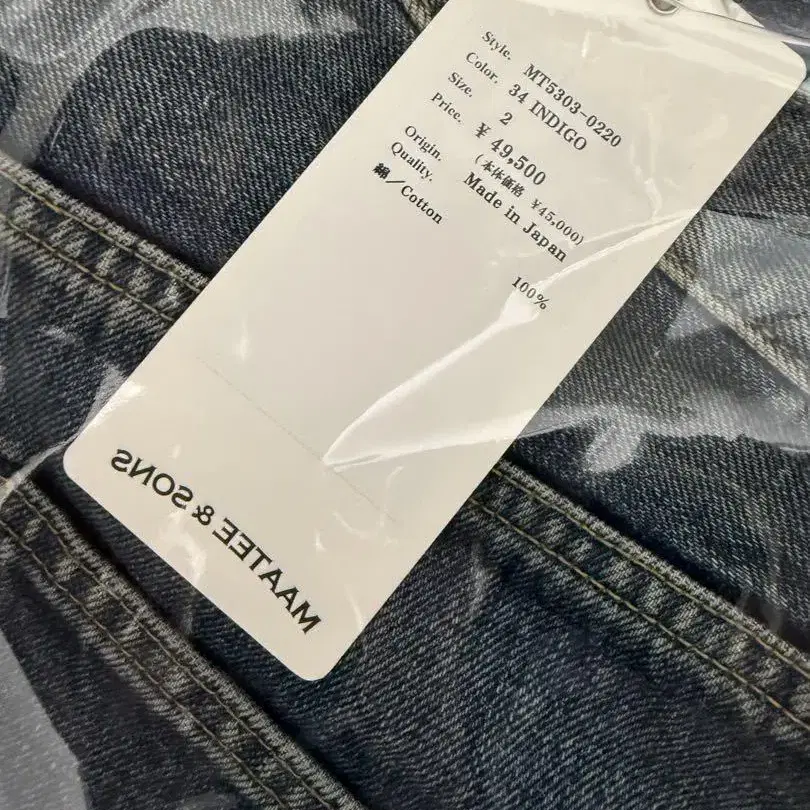 Style. MT5303-0220
Color. 34 INDIGO
Size. 2
Price. ¥ 49,500
(本体価格 ¥45,000)
Origin. Made in Japan
Quality.
綿／Cotton 100%
MAATEE & SONS